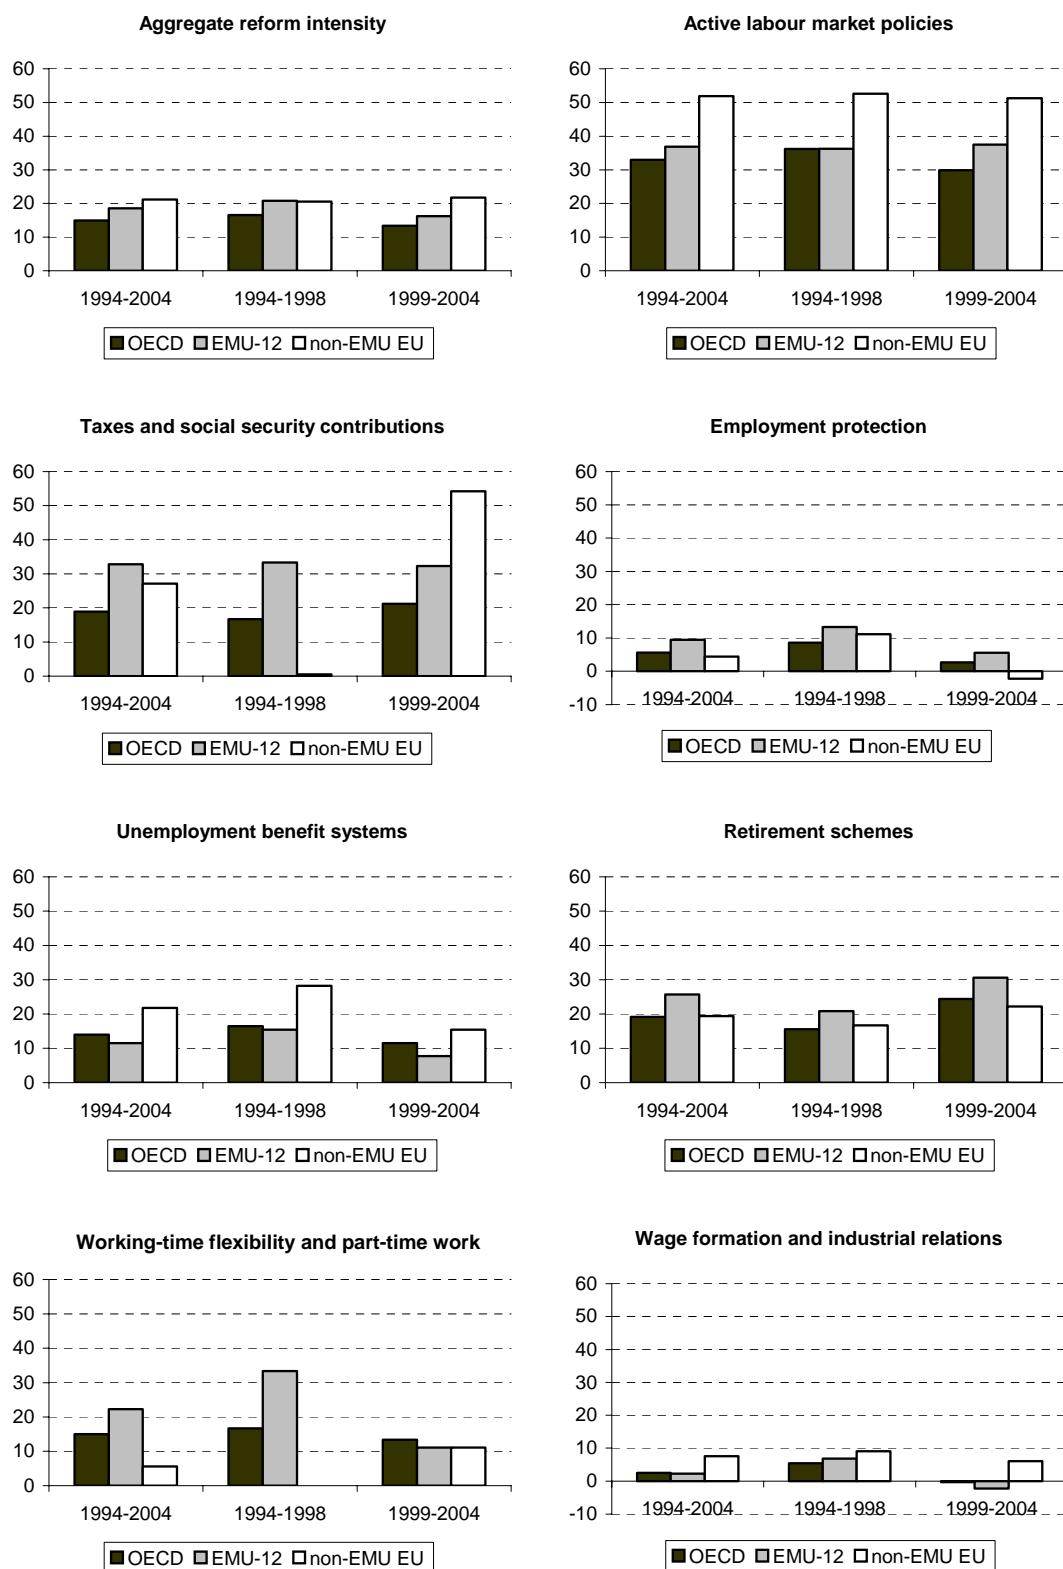 Aggregate reform intensity
60
50
40
30
20
10
0
1994-2004 1994-1998 1999-2004
OECD EMU-12 non-EMU EU
Active labour market policies
60
50
40
30
20
10
0
1994-2004 1994-1998 1999-2004
OECD EMU-12 non-EMU EU
Taxes and social security contributions
60
50
40
30
20
10
0
1994-2004 1994-1998 1999-2004
OECD EMU-12 non-EMU EU
Employment protection
60
50
40
30
20
10
0
-10
1994-2004 1994-1998 1999-2004
OECD EMU-12 non-EMU EU
Unemployment benefit systems
60
50
40
30
20
10
0
1994-2004 1994-1998 1999-2004
OECD EMU-12 non-EMU EU
Retirement schemes
60
50
40
30
20
10
0
1994-2004 1994-1998 1999-2004
OECD EMU-12 non-EMU EU
Working-time flexibility and part-time work
60
50
40
30
20
10
0
1994-2004 1994-1998 1999-2004
OECD EMU-12 non-EMU EU
Wage formation and industrial relations
60
50
40
30
20
10
0
-10
1994-2004 1994-1998 1999-2004
OECD EMU-12 non-EMU EU